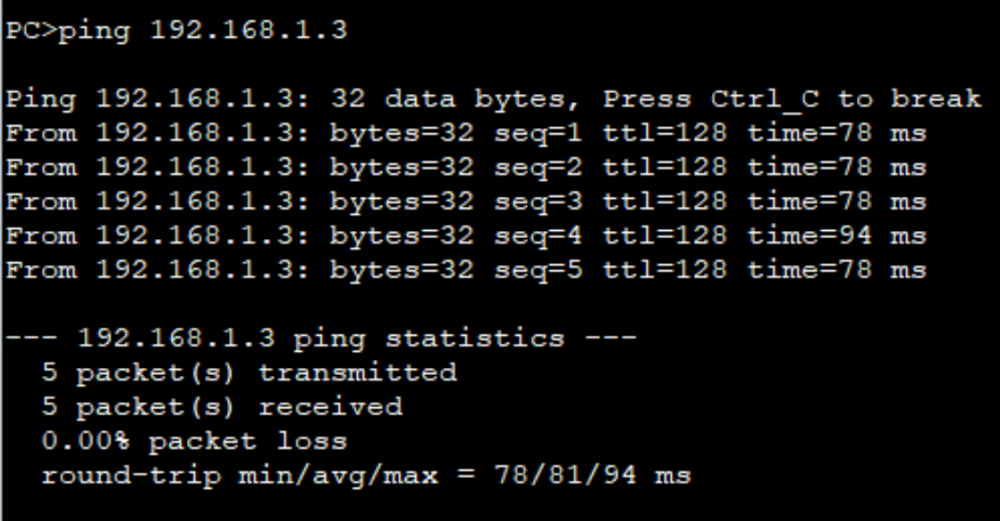 PC>ping 192.168.1.3
Ping 192.168.1.3: 32 data bytes, Press Ctrl_C to break
From 192.168.1.3: bytes=32 seq=1 ttl=128 time=78 ms
From 192.168.1.3: bytes=32 seq=2 ttl=128 time=78 ms
From 192.168.1.3: bytes=32 seq=3 ttl=128 time=78 ms
From 192.168.1.3: bytes=32 seq=4 ttl=128 time=94 ms
From 192.168.1.3: bytes=32 seq=5 ttl=128 time=78 ms
--- 192.168.1.3 ping statistics ---
5 packet(s) transmitted
5 packet(s) received
0.00% packet loss
round-trip min/avg/max = 78/81/94 ms